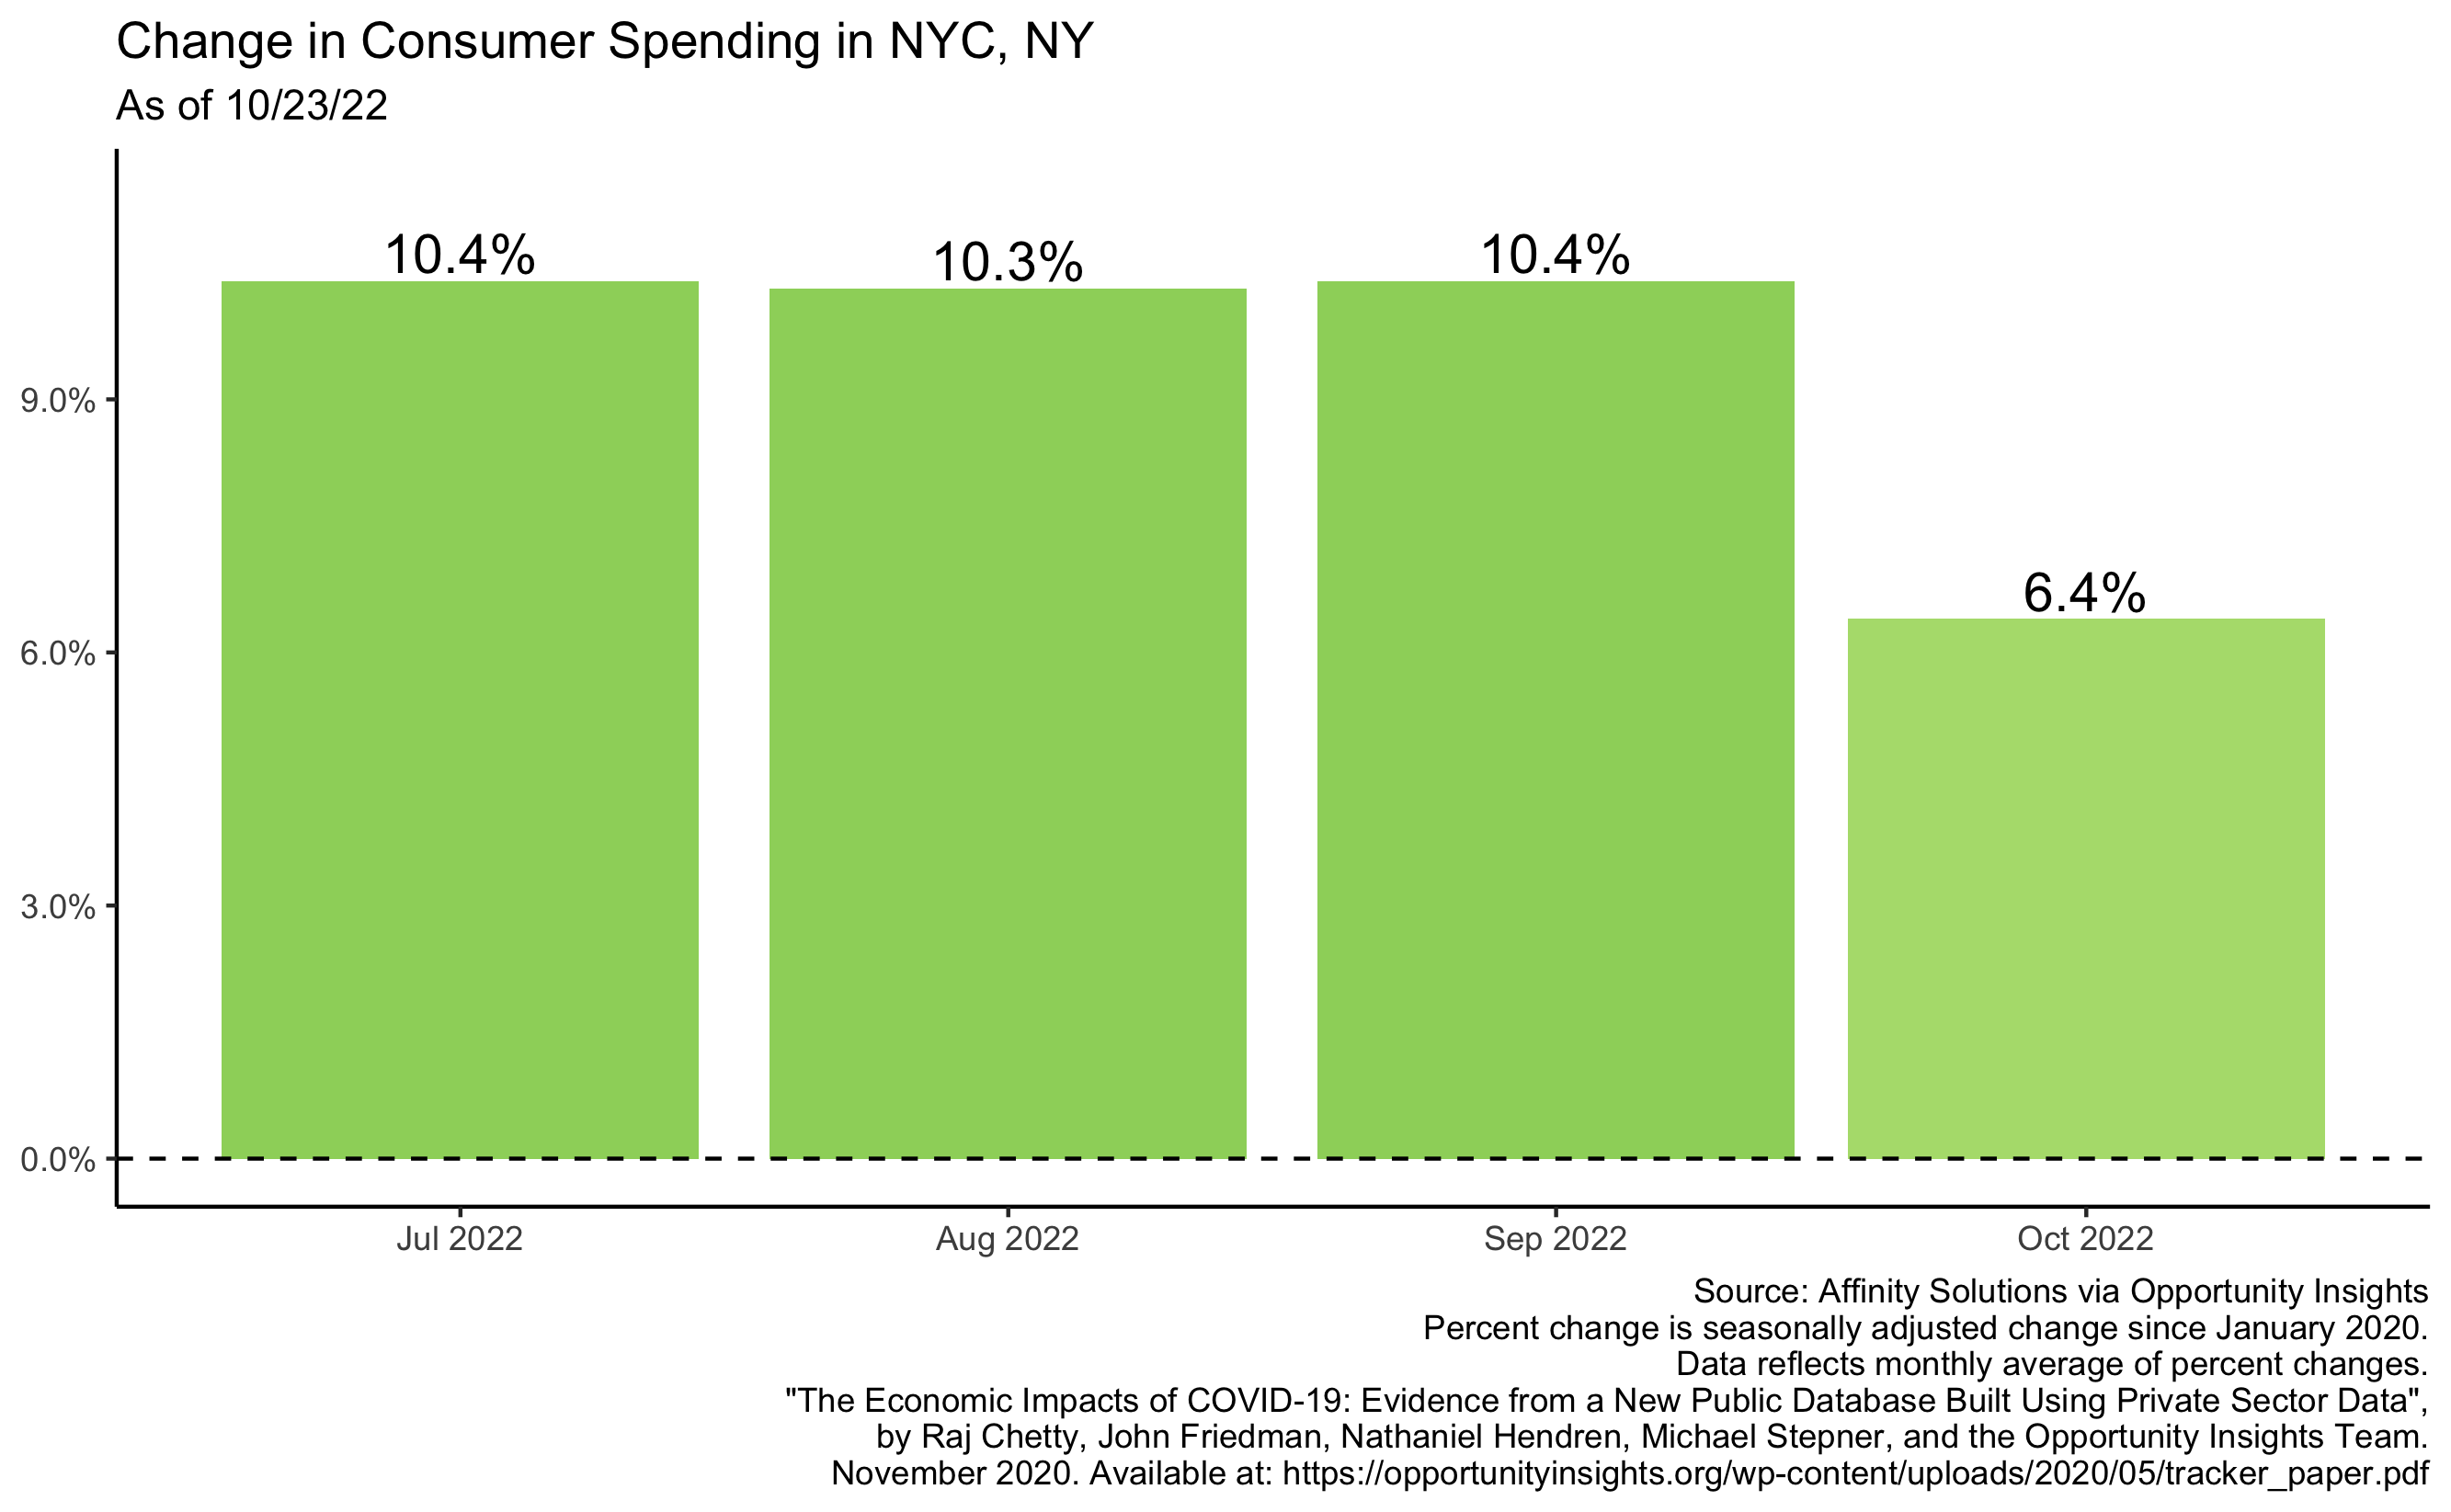 Change in Consumer Spending in NYC, NY
As of 10/23/22
10.4%
10.3%
10.4%
6.4%
9.0%
6.0%
3.0%
0.0%
Jul 2022
Aug 2022
Sep 2022
Oct 2022
Source: Affinity Solutions via Opportunity Insights
Percent change is seasonally adjusted change since January 2020.
Data reflects monthly average of percent changes.
"The Economic Impacts of COVID-19: Evidence from a New Public Database Built Using Private Sector Data",
by Raj Chetty, John Friedman, Nathaniel Hendren, Michael Stepner, and the Opportunity Insights Team.
November 2020. Available at: https://opportunityinsights.org/wp-content/uploads/2020/05/tracker_paper.pdf